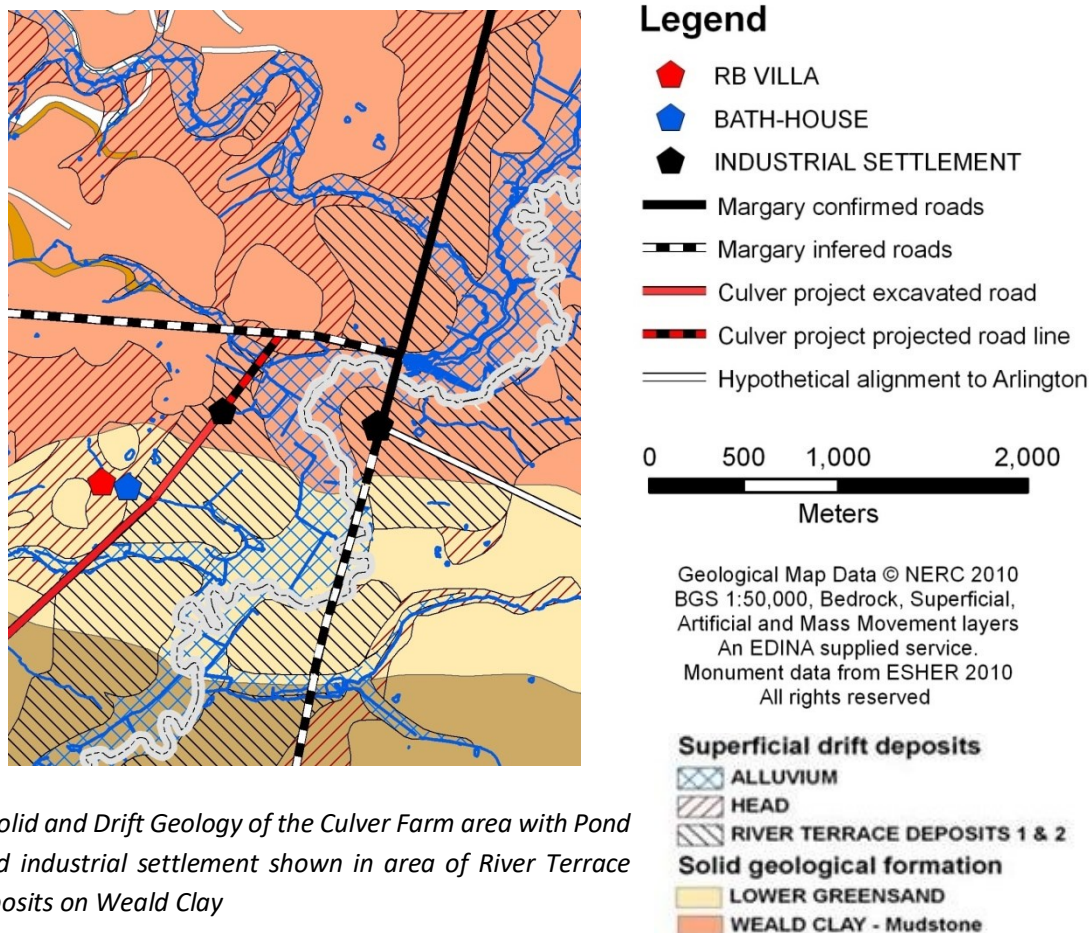 Legend
RB VILLA
BATH-HOUSE
INDUSTRIAL SETTLEMENT
Margary confirmed roads
Margary infered roads
Culver project excavated road
Culver project projected road line
Hypothetical alignment to Arlington
0 500 1,000 2,000
Meters
Geological Map Data © NERC 2010
BGS 1:50,000, Bedrock, Superficial,
Artificial and Mass Movement layers
An EDINA supplied service.
Monument data from ESHER 2010
All rights reserved
Superficial drift deposits
ALLUVIUM
HEAD
RIVER TERRACE DEPOSITS 1 & 2
Solid geological formation
LOWER GREENSAND
WEALD CLAY - Mudstone
olid and Drift Geology of the Culver Farm area with Pond
d industrial settlement shown in area of River Terrace
osits on Weald Clay